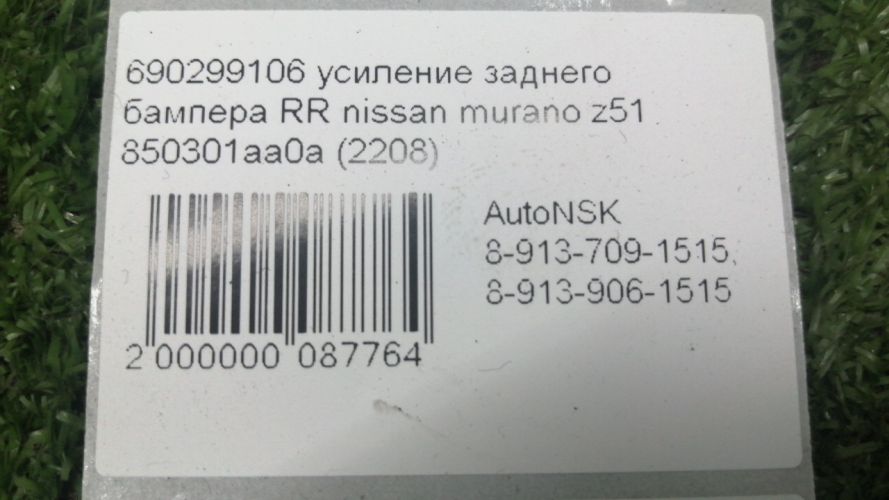 690299106 усиление заднего
бампера RR nissan murano z51
850301aa0a (2208)
AutoNSK
8-913-709-1515,
8-913-906-1515
2 000000 087764